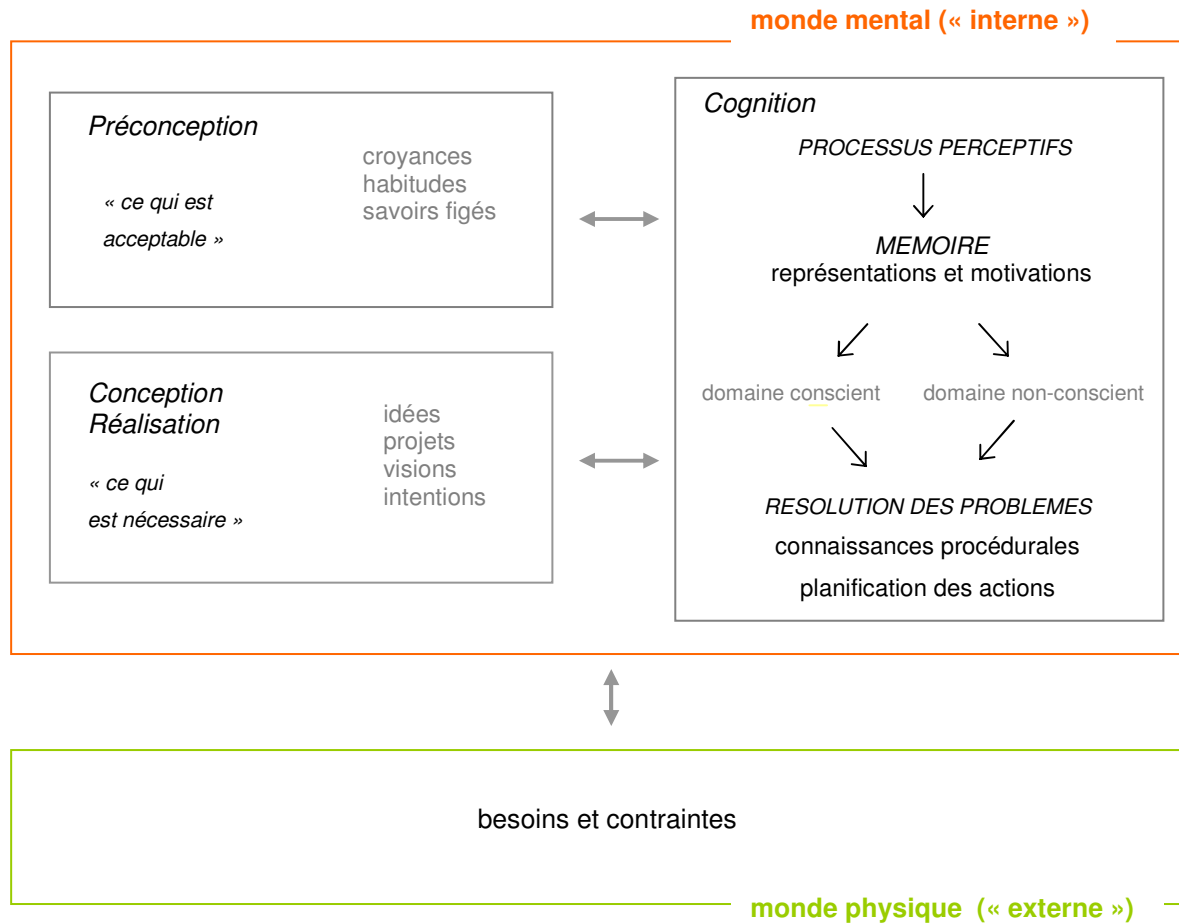 monde mental (« interne »)
Préconception
« ce qui est
acceptable »
croyances
habitudes
savoirs figés
Conception
Réalisation
« ce qui
est nécessaire »
idées
projets
visions
intentions
Cognition
PROCESSUS PERCEPTIFS
MEMOIRE
représentations et motivations
domaine conscient
domaine non-conscient
RESOLUTION DES PROBLEMES
connaissances procédurales
planification des actions
besoins et contraintes
monde physique (« externe »)